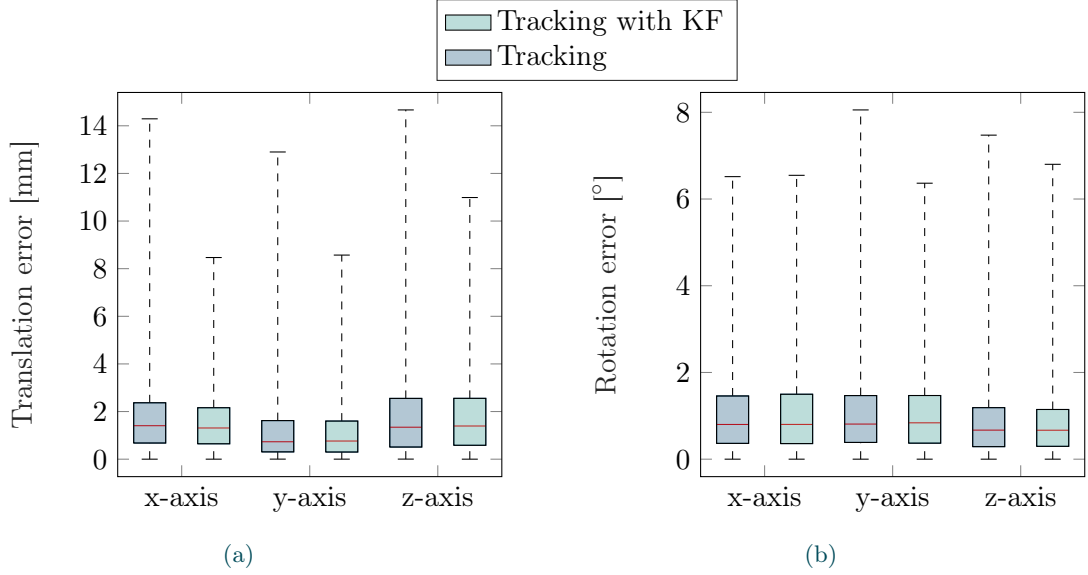 Tracking with KF
Tracking
Translation error [mm]
14
12
10
8
6
4
2
0
x-axis y-axis z-axis
(a)
Rotation error [°]
8
6
4
2
0
x-axis y-axis z-axis
(b)